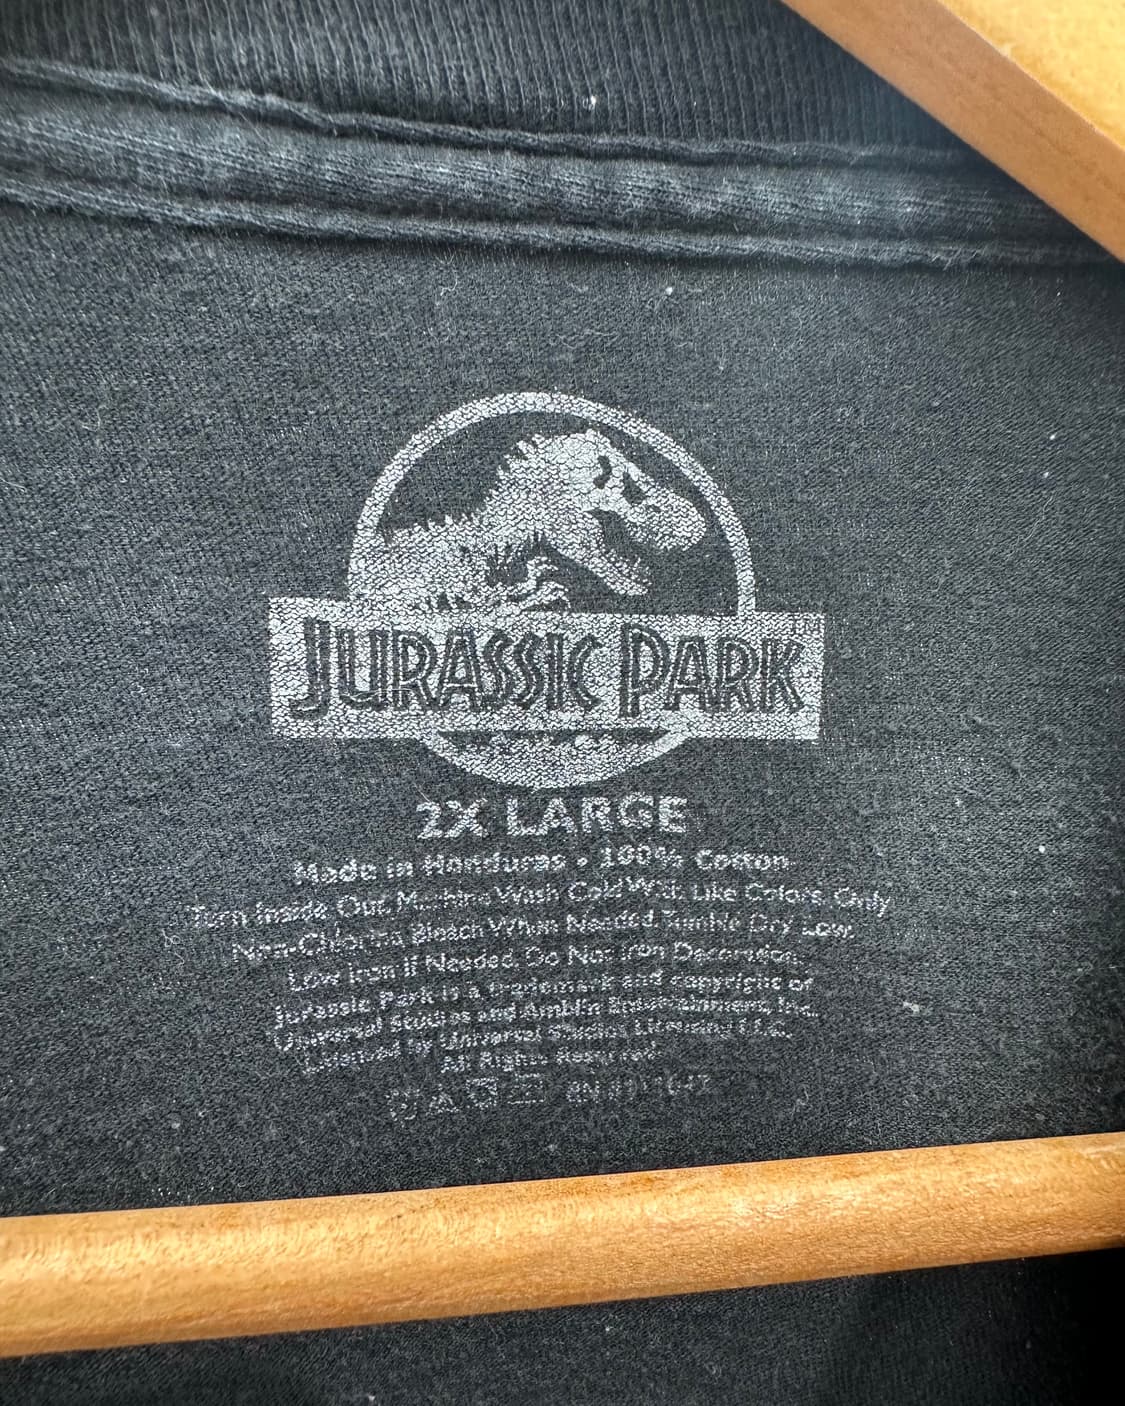 JURASSIC PARK TM
2X LARGE
Made in Honduras • 100% Cotton
Turn Inside Out. Machine Wash Cold With Like Colors. Only
Non-Chlorine Bleach When Needed. Tumble Dry Low.
Low Iron If Needed. Do Not Iron Decoration.
Jurassic Park is a trademark and copyright of
Universal Studios and Amblin Entertainment, Inc.
Licensed by Universal Studios Licensing LLC.
All Rights Reserved.